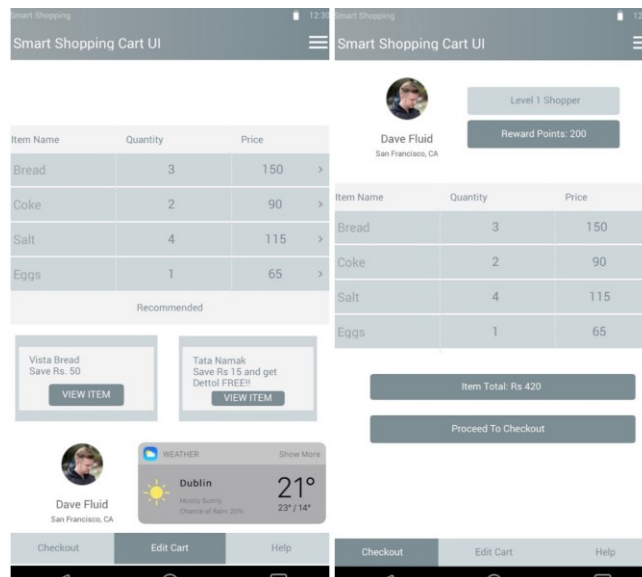 Smart Shopping
12:30
Smart Shopping Cart UI
Item Name Quantity Price
Bread 3 150 >
Coke 2 90 >
Salt 4 115 >
Eggs 1 65 >
Recommended
Vista Bread
Save Rs. 50
VIEW ITEM
Tata Namak
Save Rs 15 and get
Dettol FREE!!
VIEW ITEM
Dave Fluid
San Francisco, CA
WEATHER Show More
Dublin
Mostly Sunny
Chance of Rain: 20%
21°
23° / 14°
Checkout Edit Cart Help
Smart Shopping
12
Smart Shopping Cart UI
Dave Fluid
San Francisco, CA
Level 1 Shopper
Reward Points: 200
Item Name Quantity Price
Bread 3 150
Coke 2 90
Salt 4 115
Eggs 1 65
Item Total: Rs 420
Proceed To Checkout
Checkout Edit Cart Help